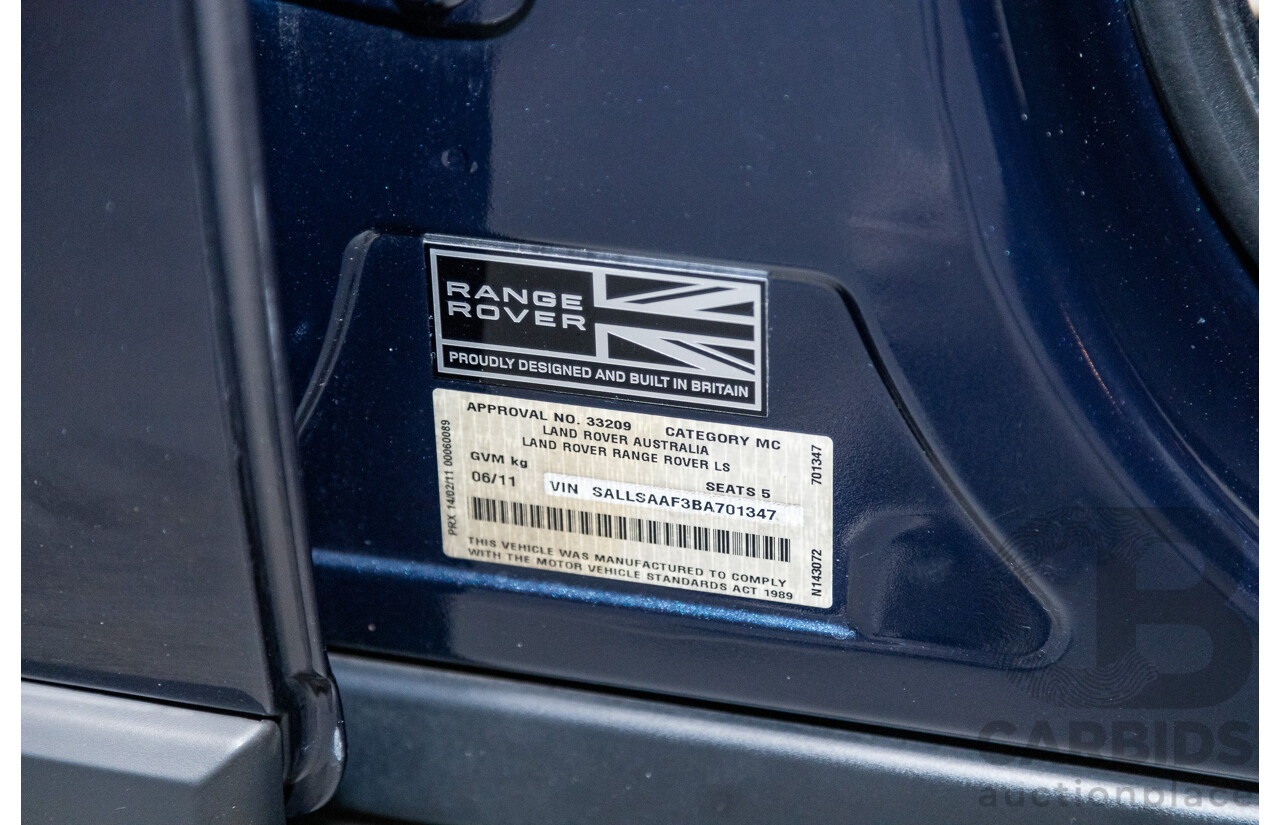 RANGE
ROVER
PROUDLY DESIGNED AND BUILT IN BRITAIN
APPROVAL NO. 33209 CATEGORY MC
LAND ROVER AUSTRALIA
LAND ROVER RANGE ROVER LS
GVM kg
06/11 SEATS 5
VIN SALLSAAF3BA701347
THIS VEHICLE WAS MANUFACTURED TO COMPLY
WITH THE MOTOR VEHICLE STANDARDS ACT 1989
PRX 14/02/11 00060089
701347
N143072
CB
CARBIDS
auctionplace